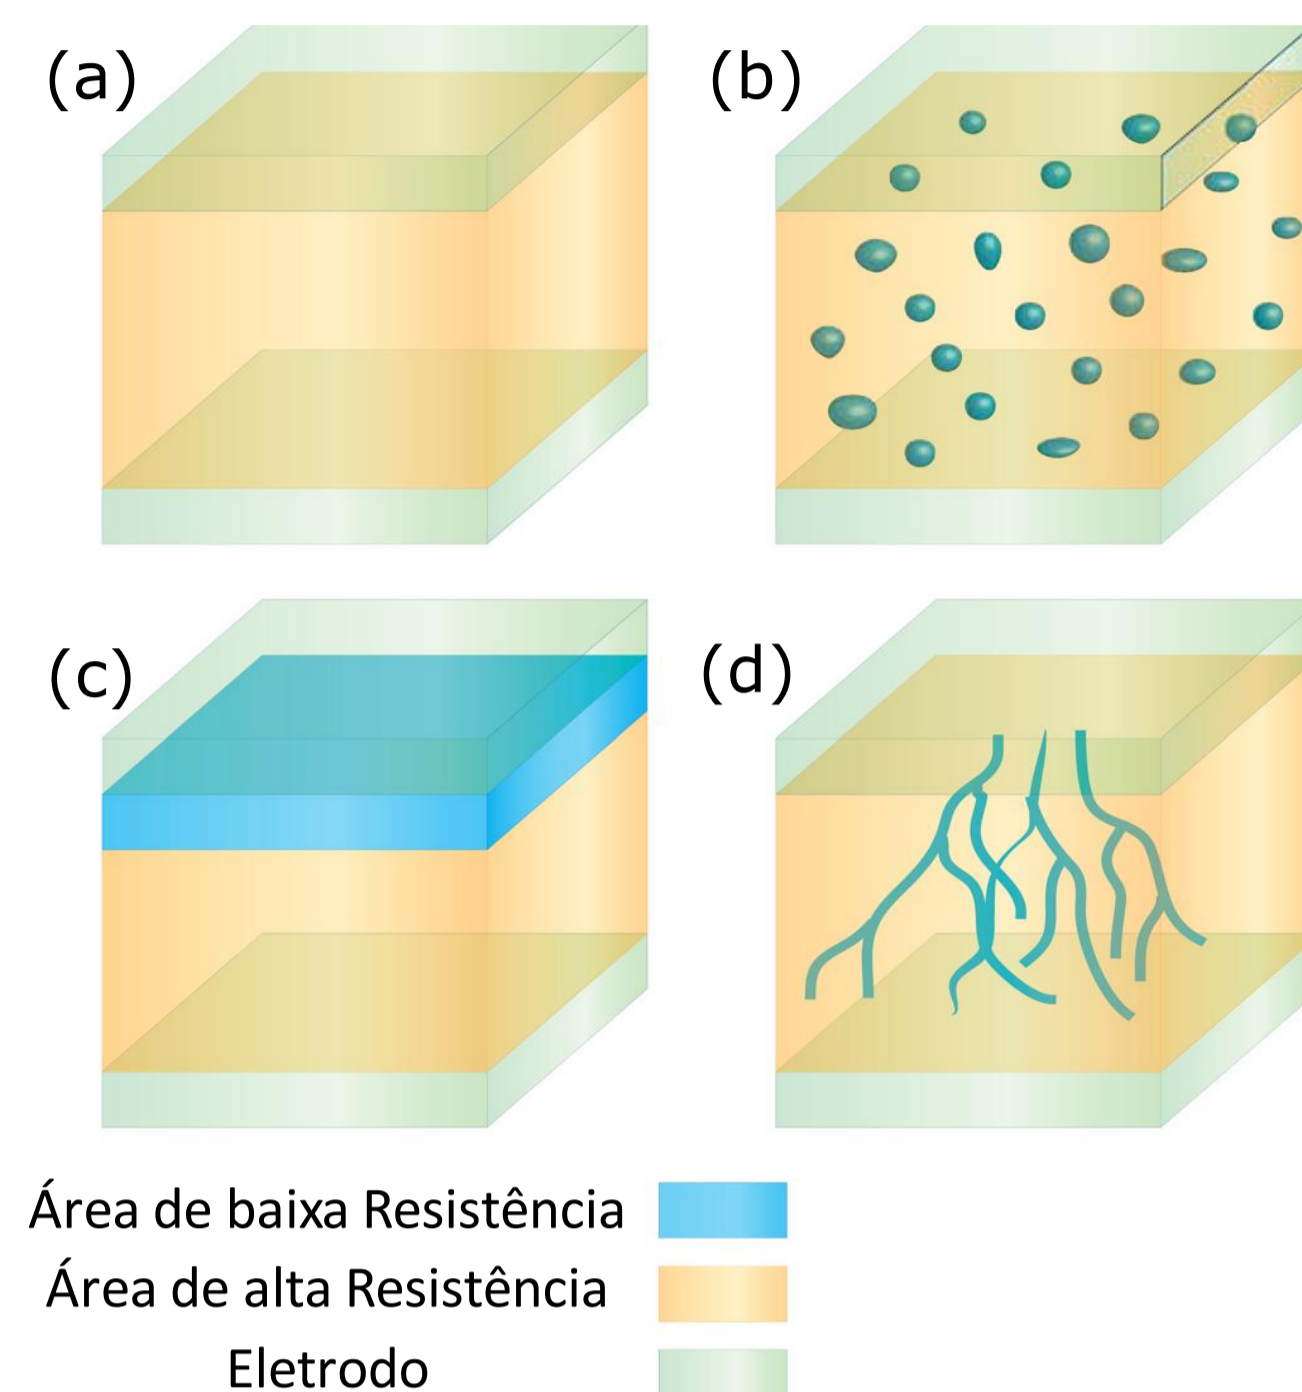 (a)
(b)
(c)
(d)
Área de baixa Resistência
Área de alta Resistência
Eletrodo